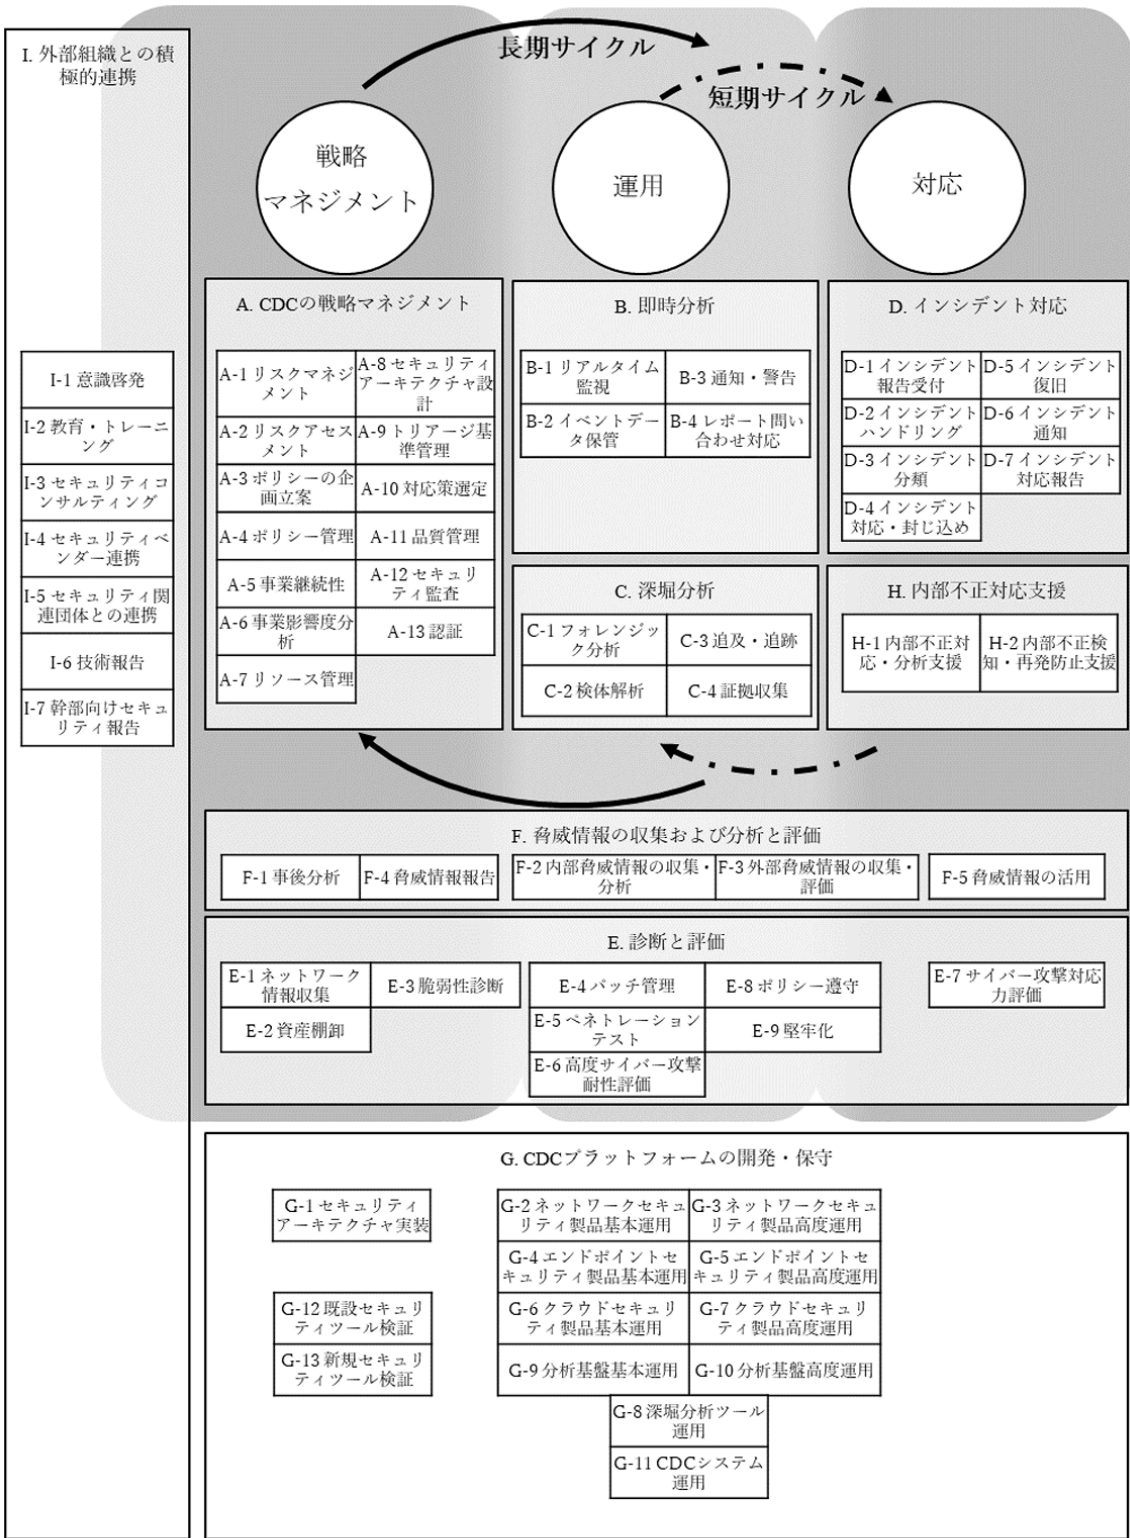 I. 外部組織との積
極的連携
I-1 意識啓発
I-2 教育・トレーニ
ング
I-3 セキュリティコ
ンサルティング
I-4 セキュリティベ
ンダー連携
I-5 セキュリティ関
連団体との連携
I-6 技術報告
I-7 幹部向けセキュ
リティ報告
長期サイクル
短期サイクル
戦略
マネジメント
運用
対応
A. CDCの戦略マネジメント
A-1 リスクマネジ
メント
A-2 リスクアセス
メント
A-3 ポリシーの企
画立案
A-4 ポリシー管理
A-5 事業継続性
A-6 事業影響度分
析
A-7 リソース管理
A-8 セキュリティ
アーキテクチャ設
計
A-9 トリアージ基
準管理
A-10 対応策選定
A-11 品質管理
A-12 セキュリ
ティ監査
A-13 認証
B. 即時分析
B-1 リアルタイム
監視
B-2 イベントデー
タ保管
B-3 通知・警告
B-4 レポート問い
合わせ対応
C. 深堀分析
C-1 フォレンジッ
ク分析
C-2 検体解析
C-3 追及・追跡
C-4 証拠収集
D. インシデント対応
D-1 インシデント
報告受付
D-2 インシデント
ハンドリング
D-3 インシデント
分類
D-4 インシデント
対応・封じ込め
D-5 インシデント
復旧
D-6 インシデント
通知
D-7 インシデント
対応報告
H. 内部不正対応支援
H-1 内部不正対
応・分析支援
H-2 内部不正検
知・再発防止支援
F. 脅威情報の収集および分析と評価
F-1 事後分析
F-4 脅威情報報告
F-2 内部脅威情報の収集・
分析
F-3 外部脅威情報の収集・
評価
F-5 脅威情報の活用
E. 診断と評価
E-1 ネットワーク
情報収集
E-2 資産棚卸
E-3 脆弱性診断
E-4 パッチ管理
E-5 ペネトレーション
テスト
E-6 高度サイバー攻撃
耐性評価
E-8 ポリシー遵守
E-9 堅牢化
E-7 サイバー攻撃対応
力評価
G. CDCプラットフォームの開発・保守
G-1 セキュリティ
アーキテクチャ実装
G-12 既設セキュリ
ティツール検証
G-13 新規セキュリ
ティツール検証
G-2 ネットワークセキュ
リティ製品基本運用
G-3 ネットワークセキュ
リティ製品高度運用
G-4 エンドポイントセ
キュリティ製品基本運用
G-5 エンドポイントセ
キュリティ製品高度運用
G-6 クラウドセキュリ
ティ製品基本運用
G-7 クラウドセキュリ
ティ製品高度運用
G-9 分析基盤基本運用
G-10 分析基盤高度運用
G-8 深堀分析ツール
運用
G-11 CDCシステム
運用